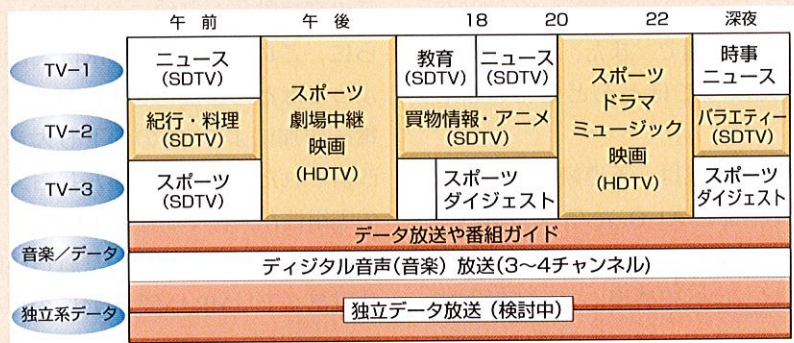 午 前 午 後 18 20 22 深夜
TV-1
ニュース
(SDTV)
スポーツ
劇場中継
映画
(HDTV)
教育
(SDTV)
ニュース
(SDTV)
スポーツ
ドラマ
ミュージック
映画
(HDTV)
時事
ニュース
TV-2
紀行・料理
(SDTV)
買物情報・アニメ
(SDTV)
バラエティー
(SDTV)
TV-3
スポーツ
(SDTV)
スポーツ
ダイジェスト
スポーツ
ダイジェスト
音楽/データ
データ放送や番組ガイド
ディジタル音声(音楽)放送(3~4チャンネル)
独立系データ
独立データ放送(検討中)